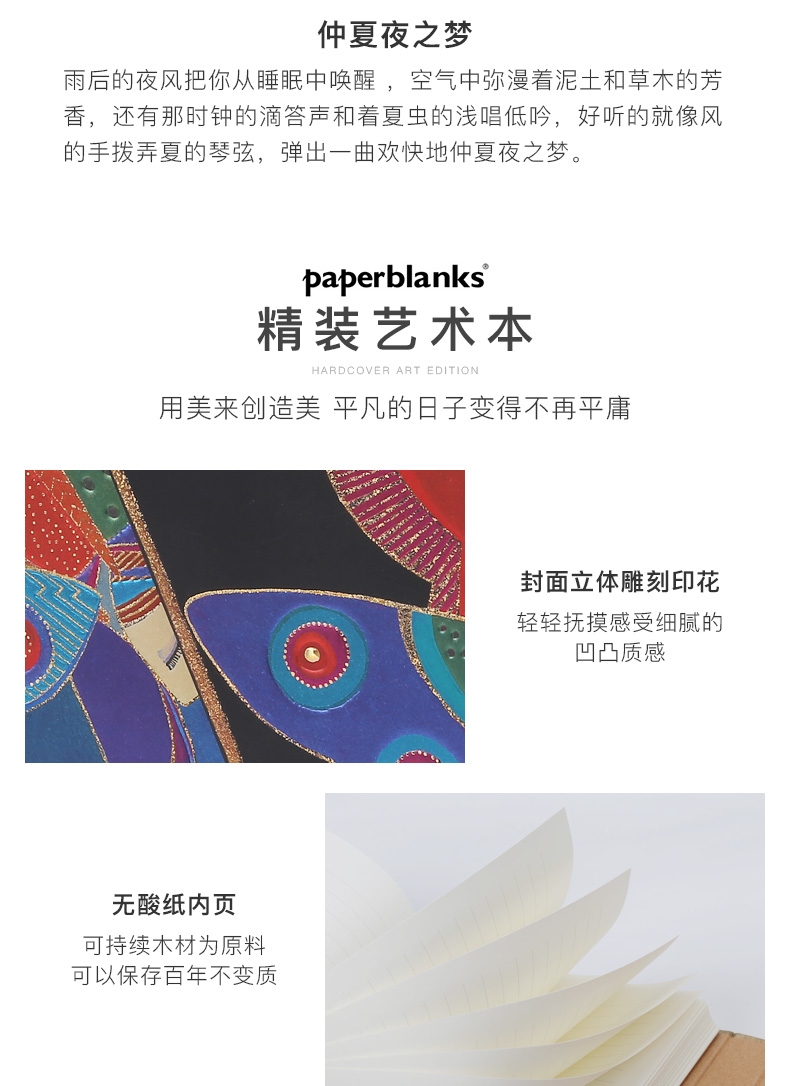 仲夏夜之梦
雨后的夜风把你从睡眠中唤醒 ，空气中弥漫着泥土和草木的芳
香，还有那时钟的滴答声和着夏虫的浅唱低吟，好听的就像风
的手拨弄夏的琴弦，弹出一曲欢快地仲夏夜之梦。
paperblanks®
精装艺术本
HARDCOVER ART EDITION
用美来创造美 平凡的日子变得不再平庸
封面立体雕刻印花
轻轻抚摸感受细腻的
凹凸质感
无酸纸内页
可持续木材为原料
可以保存百年不变质